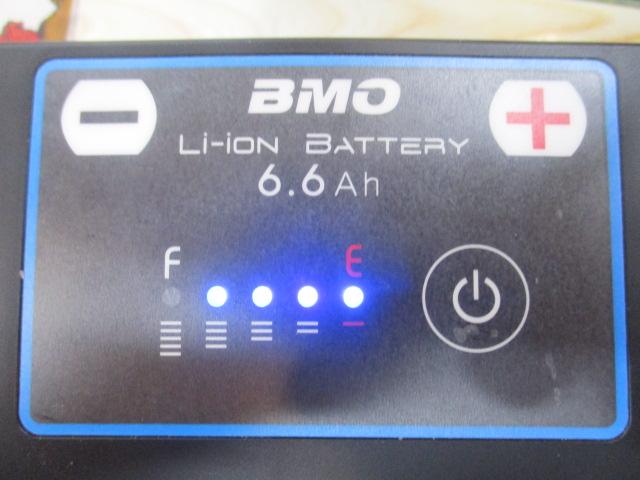 BMO
Li-ion Battery
6.6Ah
F E